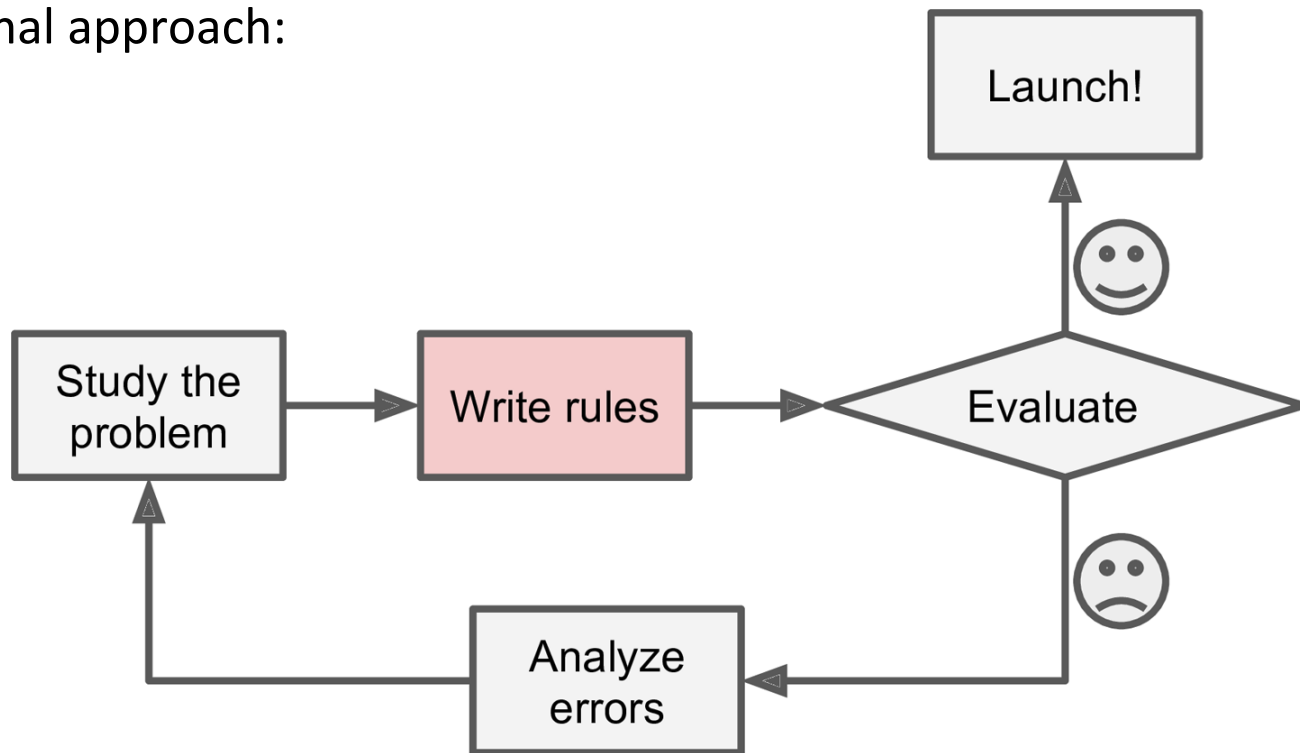 nal approach:
Launch!
Study the
problem
Write rules
Evaluate
Analyze
errors